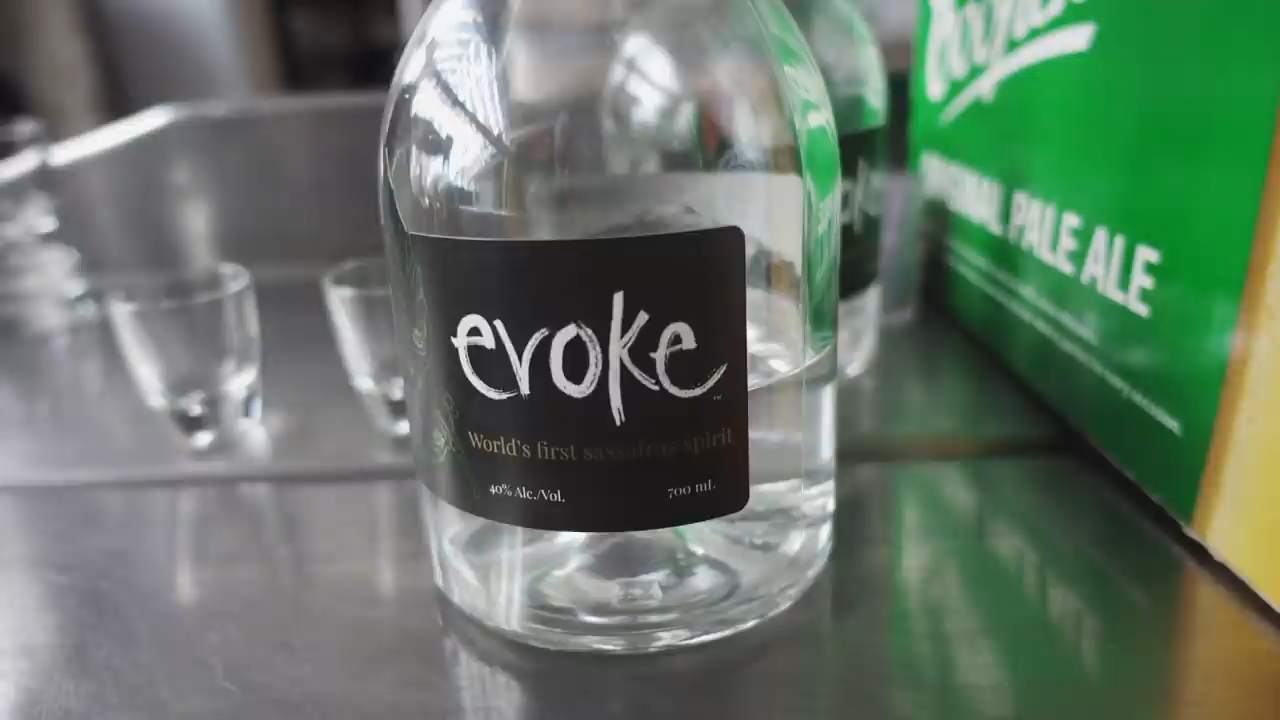 evoke
World's first sassafras spirit
40% Alc./Vol.
700 mL
PALE ALE